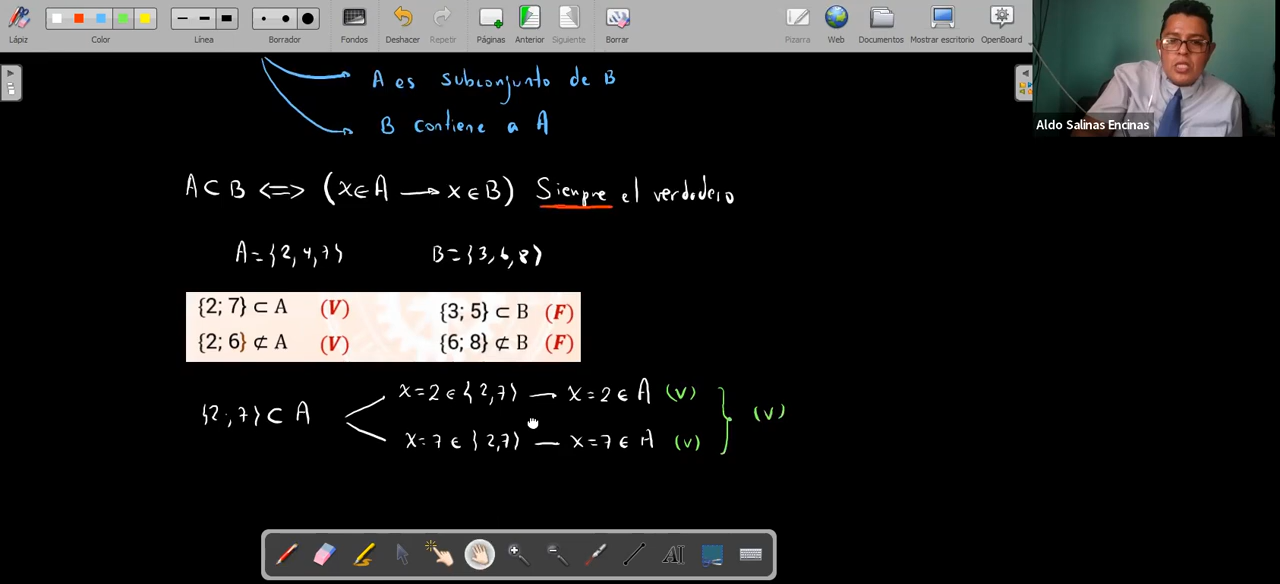 Lápiz Color Línea Borrador Fondos Deshacer Repetir Páginas Anterior Siguiente Borrar Pizarra Web Documentos Mostrar escritorio OpenBoard
A es subconjunto de B
B contiene a A
Aldo Salinas Encinas
A⊂B ⟺ (x∈A → x∈B) Siempre el verdadero
A={2,4,7} B={3,6,8}
{2; 7} ⊂ A (V) {3; 5} ⊂ B (F)
{2; 6} ⊄ A (V) {6; 8} ⊄ B (F)
x=2∈{2,7} → x=2∈A (v)
{2;,7}⊂A (v)
x=7∈{2,7} — x=7∈A (v)
AI